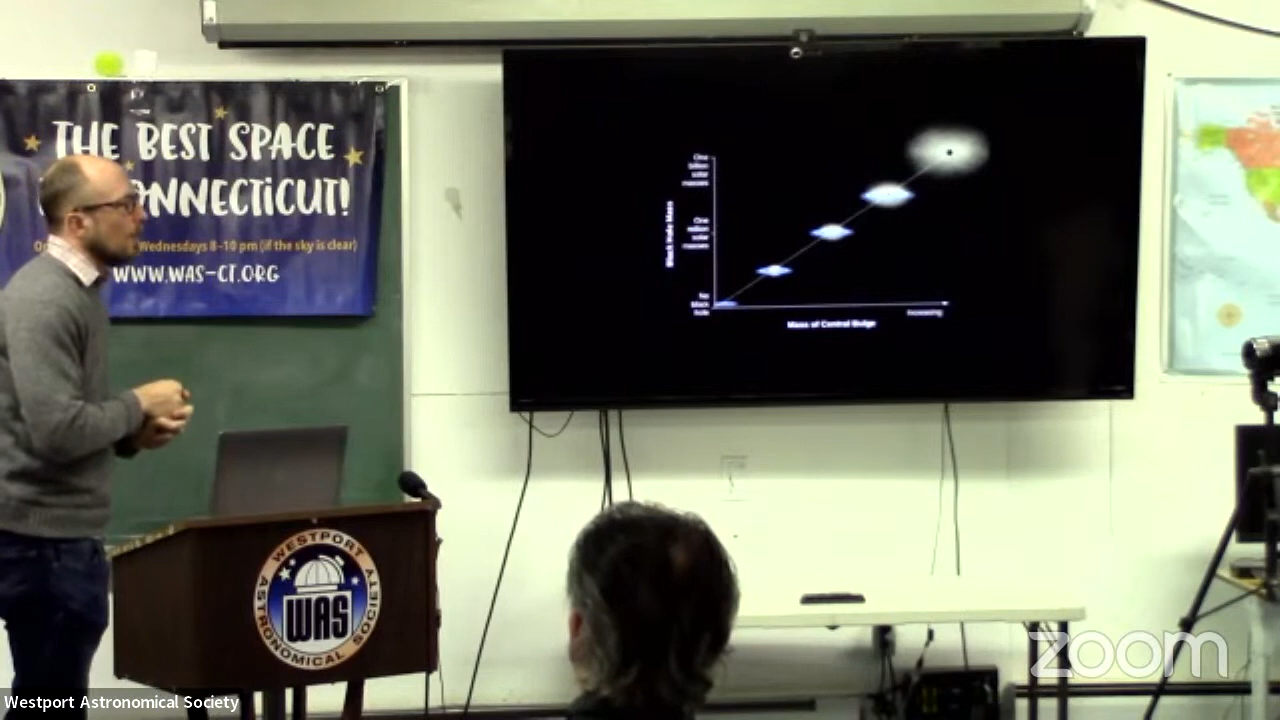 THE BEST SPACE
CONNECTICUT!
Wednesdays 8-10 pm (if the sky is clear)
WWW.WAS-CT.ORG
One
billion
solar
masses
Black Hole Mass
One
million
solar
masses
No
black
hole
Increasing
Mass of Central Bulge
WESTPORT
ASTRONOMICAL SOCIETY
WAS
zoom
Westport Astronomical Society